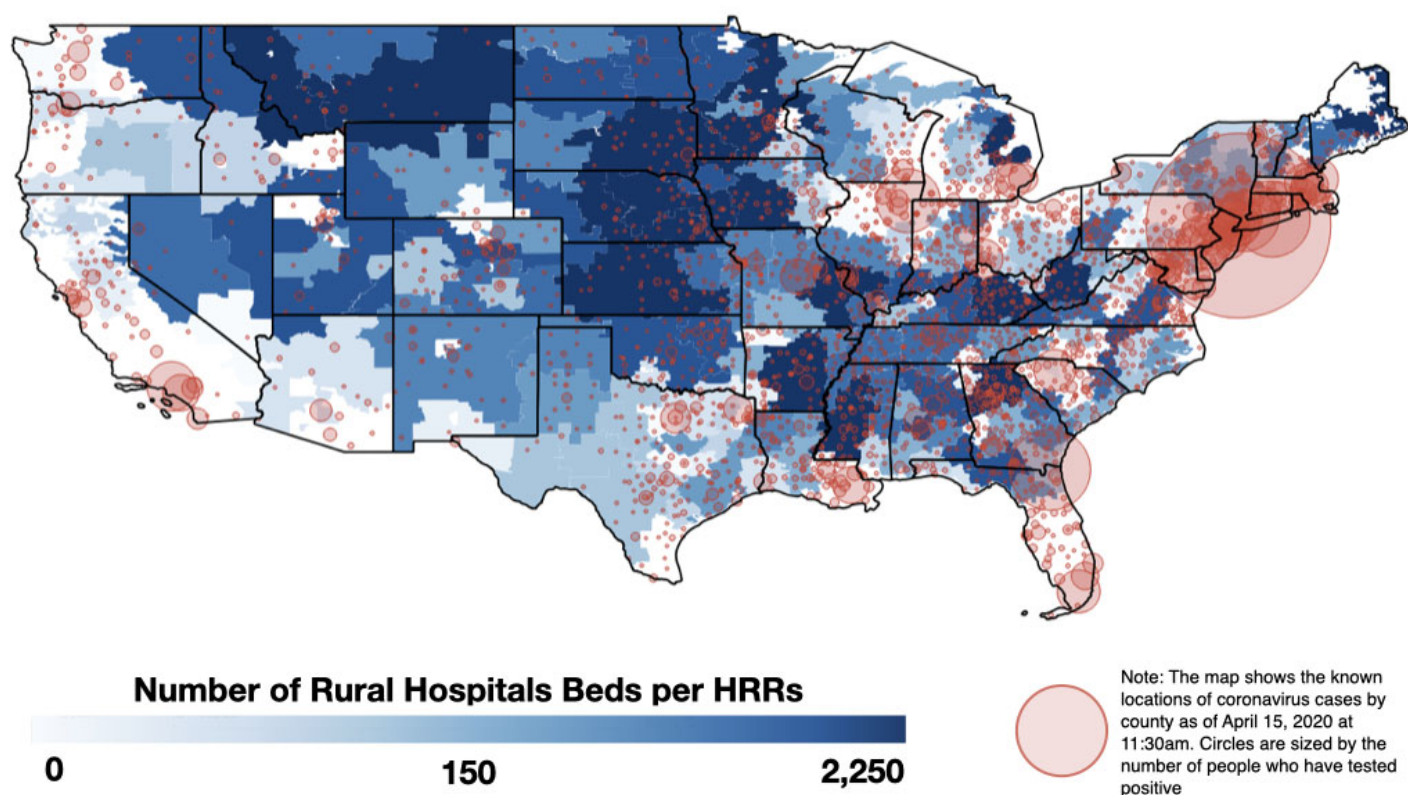 Number of Rural Hospitals Beds per HRRs
0
150
2,250
Note: The map shows the known
locations of coronavirus cases by
county as of April 15, 2020 at
11:30am. Circles are sized by the
number of people who have tested
positive